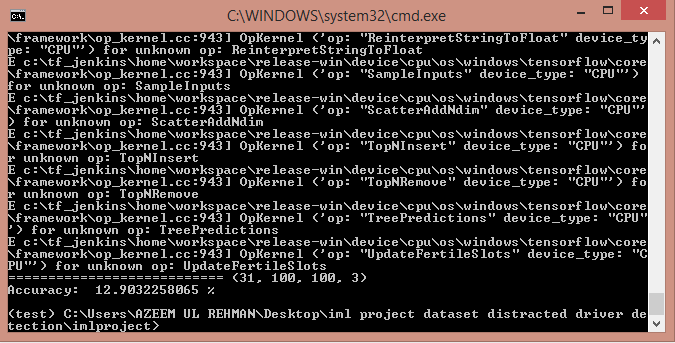 C:\WINDOWS\system32\cmd.exe
\framework\op_kernel.cc:943] OpKernel ('op: "ReinterpretStringToFloat" device_ty
pe: "CPU"') for unknown op: ReinterpretStringToFloat
E c:\tf_jenkins\home\workspace\release-win\device\cpu\os\windows\tensorflow\core
\framework\op_kernel.cc:943] OpKernel ('op: "SampleInputs" device_type: "CPU"')
for unknown op: SampleInputs
E c:\tf_jenkins\home\workspace\release-win\device\cpu\os\windows\tensorflow\core
\framework\op_kernel.cc:943] OpKernel ('op: "ScatterAddNdim" device_type: "CPU"'
) for unknown op: ScatterAddNdim
E c:\tf_jenkins\home\workspace\release-win\device\cpu\os\windows\tensorflow\core
\framework\op_kernel.cc:943] OpKernel ('op: "TopNInsert" device_type: "CPU"') fo
r unknown op: TopNInsert
E c:\tf_jenkins\home\workspace\release-win\device\cpu\os\windows\tensorflow\core
\framework\op_kernel.cc:943] OpKernel ('op: "TopNRemove" device_type: "CPU"') fo
r unknown op: TopNRemove
E c:\tf_jenkins\home\workspace\release-win\device\cpu\os\windows\tensorflow\core
\framework\op_kernel.cc:943] OpKernel ('op: "TreePredictions" device_type: "CPU"
') for unknown op: TreePredictions
E c:\tf_jenkins\home\workspace\release-win\device\cpu\os\windows\tensorflow\core
\framework\op_kernel.cc:943] OpKernel ('op: "UpdateFertileSlots" device_type: "C
PU"') for unknown op: UpdateFertileSlots
============================ (31, 100, 100, 3)
Accuracy:  12.9032258065 %
(test) C:\Users\AZEEM UL REHMAN\Desktop\iml project dataset distracted driver de
tection\imlproject>